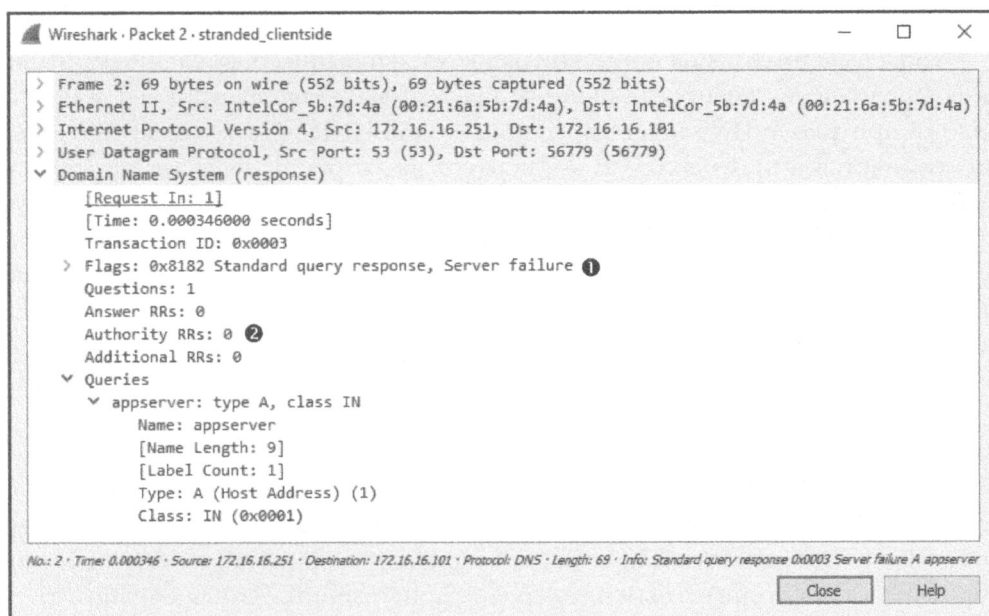 Wireshark · Packet 2 · stranded_clientside
> Frame 2: 69 bytes on wire (552 bits), 69 bytes captured (552 bits)
> Ethernet II, Src: IntelCor_5b:7d:4a (00:21:6a:5b:7d:4a), Dst: IntelCor_5b:7d:4a (00:21:6a:5b:7d:4a)
> Internet Protocol Version 4, Src: 172.16.16.251, Dst: 172.16.16.101
> User Datagram Protocol, Src Port: 53 (53), Dst Port: 56779 (56779)
Domain Name System (response)
[Request In: 1]
[Time: 0.000346000 seconds]
Transaction ID: 0x0003
> Flags: 0x8182 Standard query response, Server failure ❶
Questions: 1
Answer RRs: 0
Authority RRs: 0 ❷
Additional RRs: 0
Queries
appserver: type A, class IN
Name: appserver
[Name Length: 9]
[Label Count: 1]
Type: A (Host Address) (1)
Class: IN (0x0001)
No.: 2 · Time: 0.000346 · Source: 172.16.16.251 · Destination: 172.16.16.101 · Protocol: DNS · Length: 69 · Info: Standard query response 0x0003 Server failure A appserver
Close Help